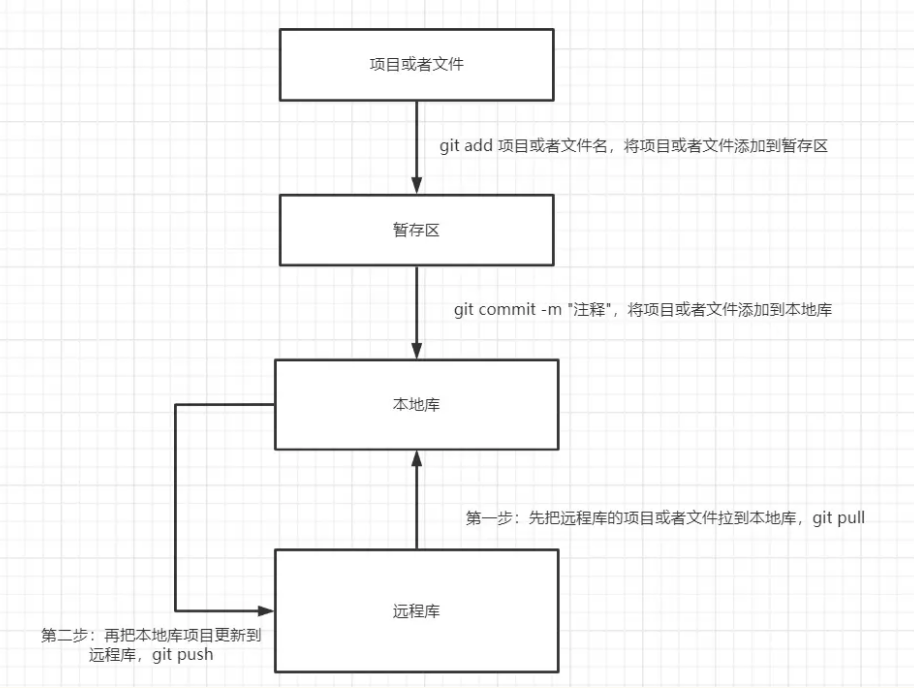 项目或者文件
git add 项目或者文件名，将项目或者文件添加到暂存区
暂存区
git commit -m "注释"，将项目或者文件添加到本地库
本地库
第一步：先把远程库的项目或者文件拉到本地库，git pull
远程库
第二步：再把本地库项目更新到
远程库，git push